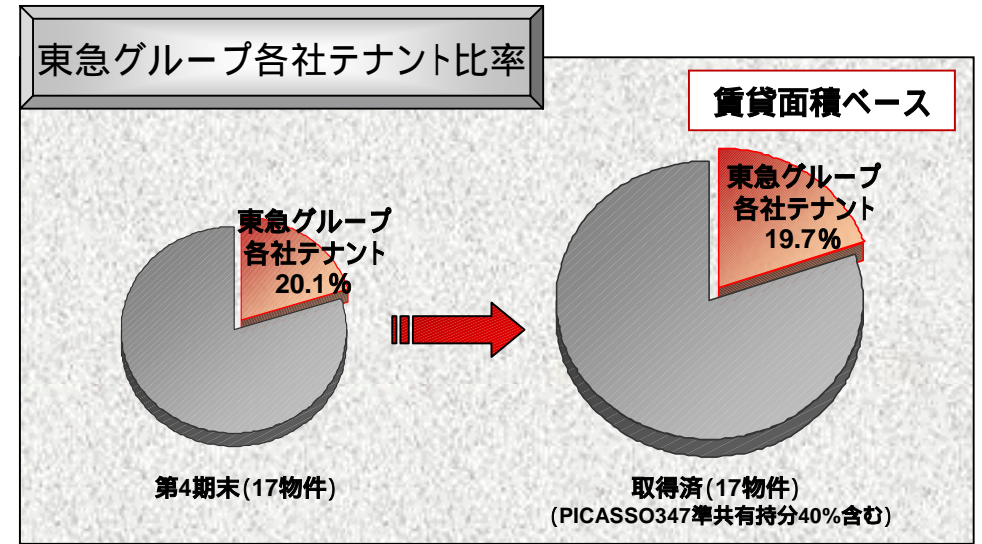 東急グループ各社テナント比率
賃貸面積ベース
東急グループ
各社テナント
20.1%
東急グループ
各社テナント
19.7%
第4期末(17物件)
取得済(17物件)
(PICASSO347準共有持分40%含む)